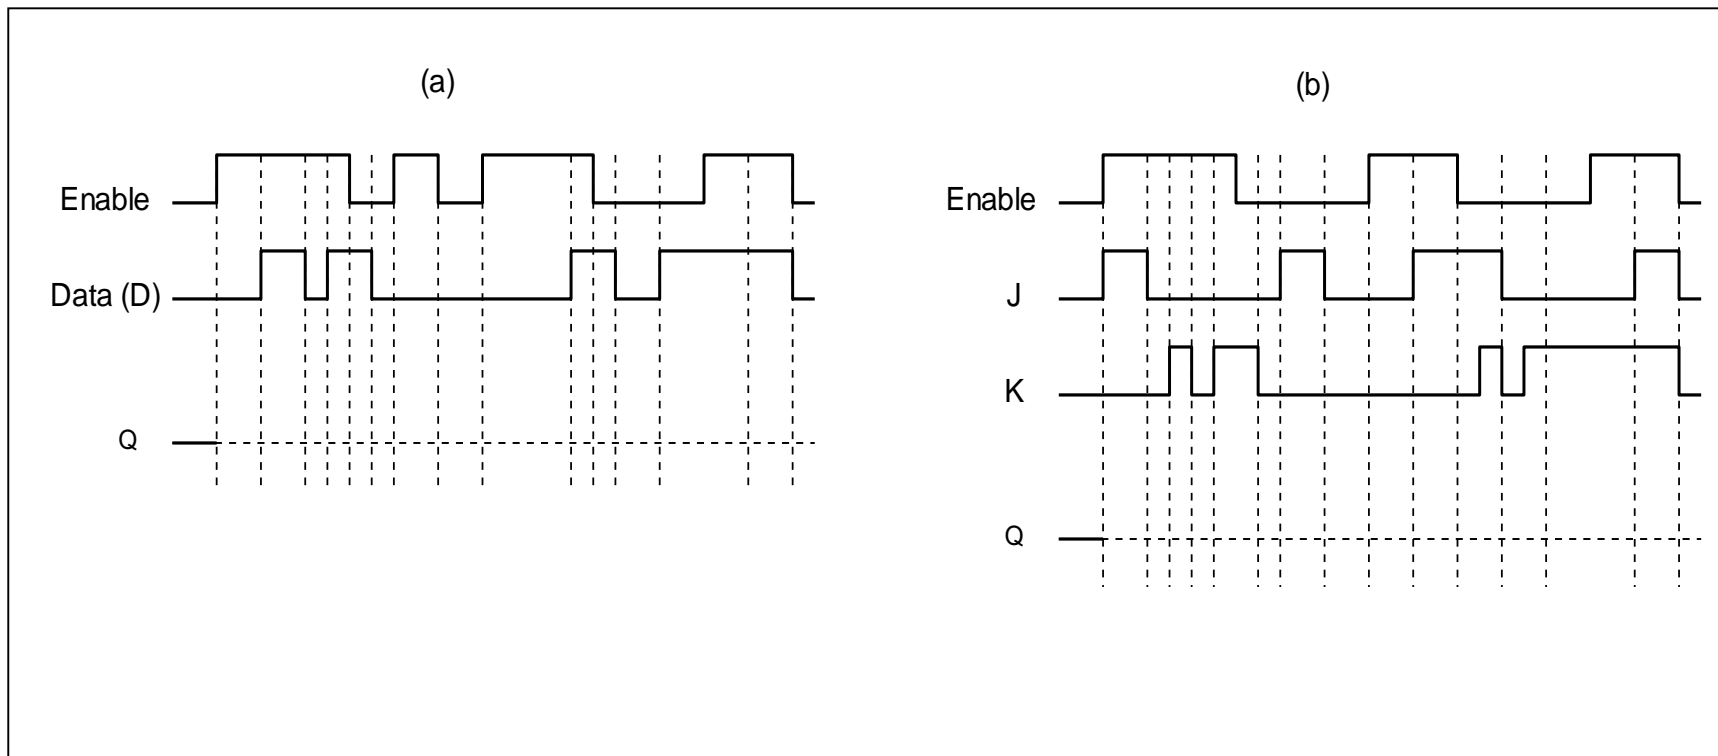 (a)
Enable
Data (D)
Q
(b)
Enable
J
K
Q